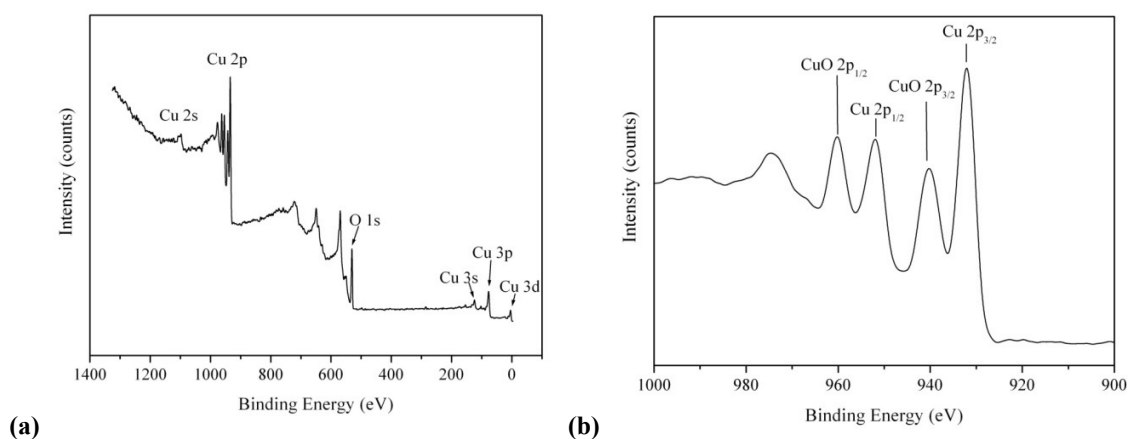 Cu 2p
Cu 2s
O 1s
Cu 3p
Cu 3s
Cu 3d
Intensity (counts)
1400 1200 1000 800 600 400 200 0
Binding Energy (eV)
(a)
Cu 2p3/2
CuO 2p1/2
CuO 2p3/2
Cu 2p1/2
Intensity (counts)
1000 980 960 940 920 900
Binding Energy (eV)
(b)